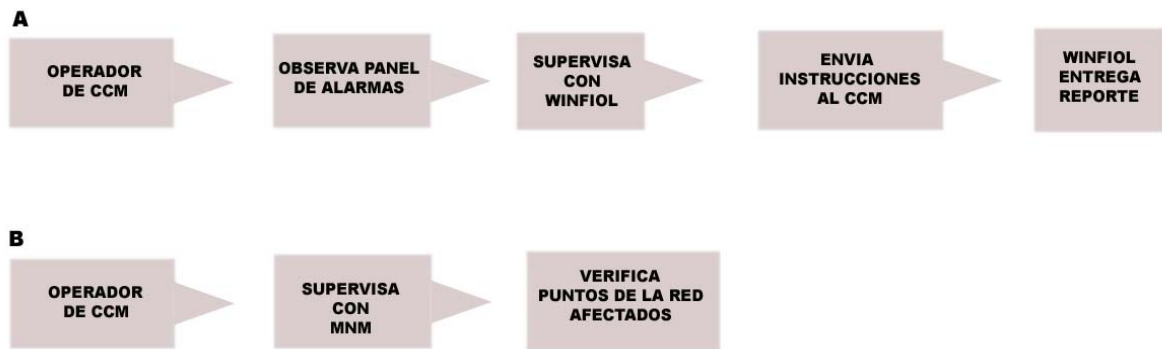 A
OPERADOR
DE CCM
OBSERVA PANEL
DE ALARMAS
SUPERVISA
CON
WINFIOL
ENVIA
INSTRUCCIONES
AL CCM
WINFIOL
ENTREGA
REPORTE
B
OPERADOR
DE CCM
SUPERVISA
CON
MNM
VERIFICA
PUNTOS DE LA RED
AFECTADOS